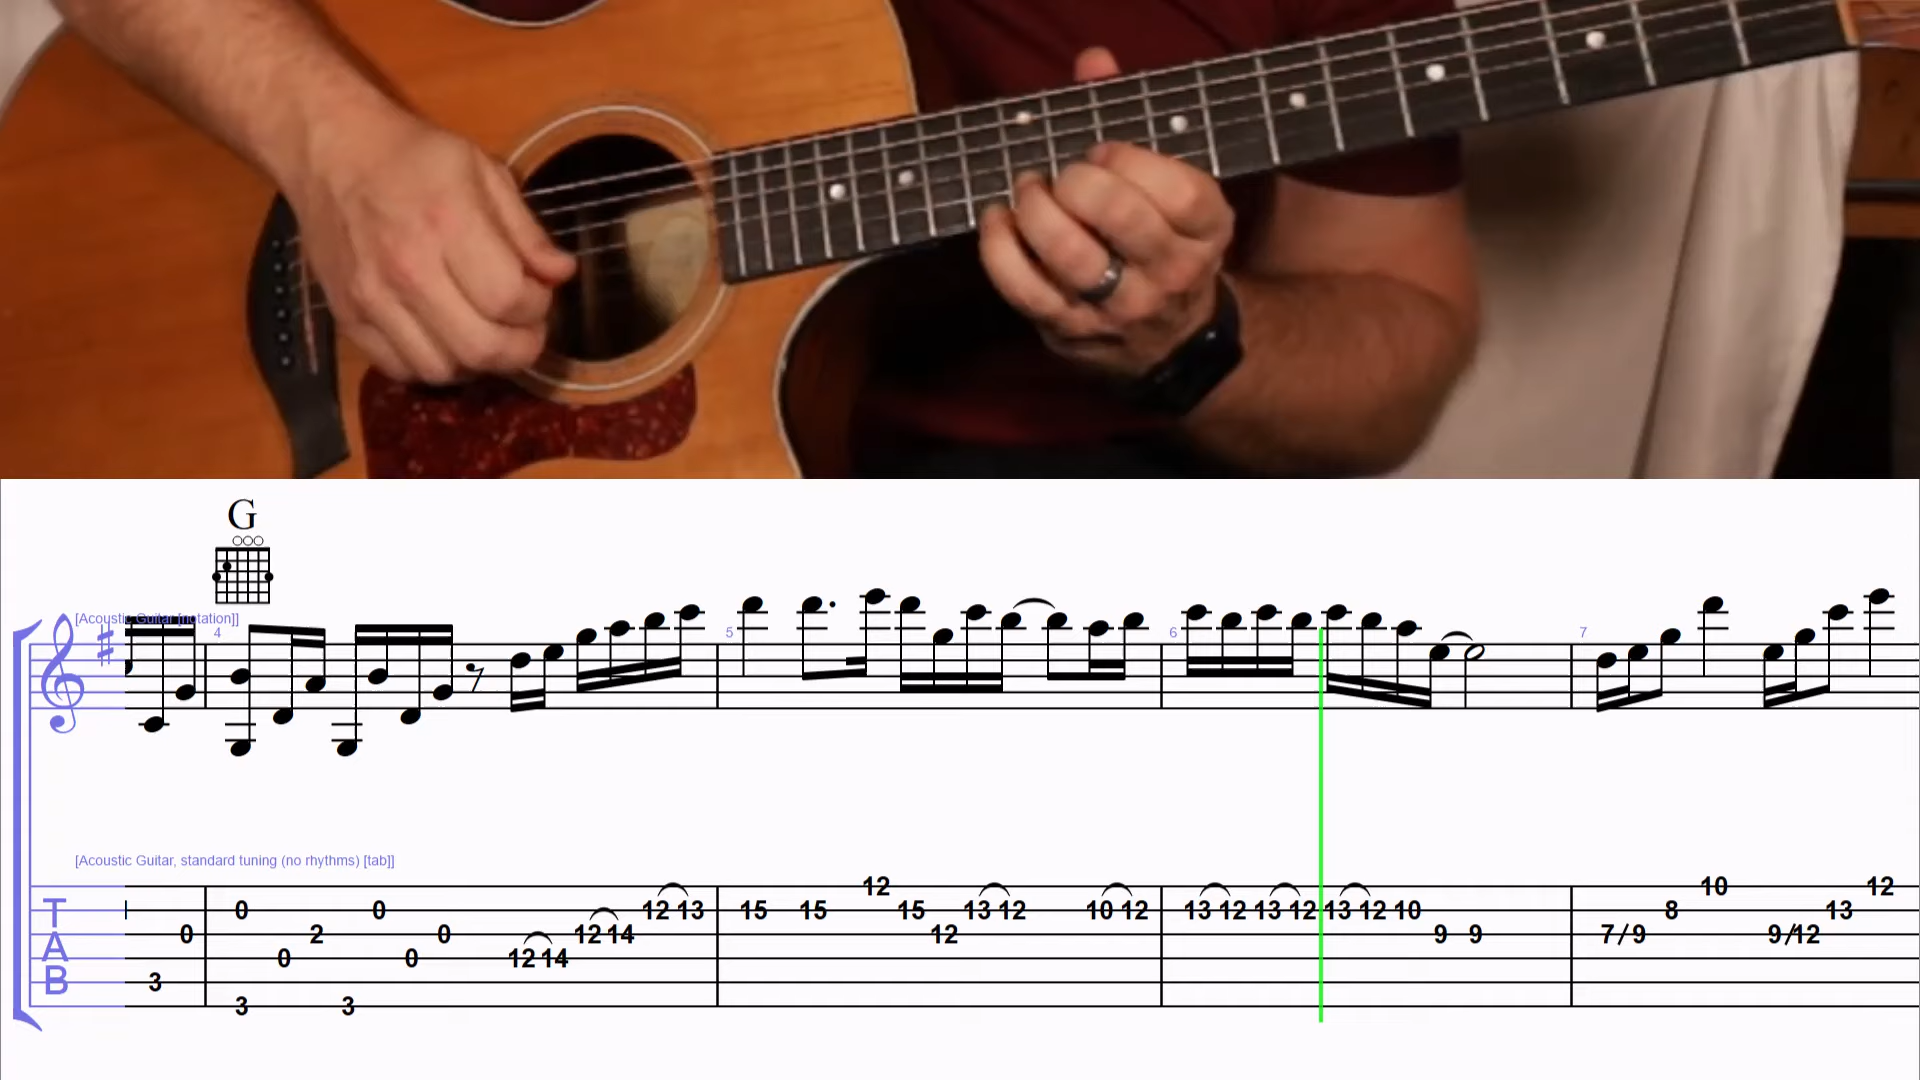 G
[Acoustic Guitar [notation]]
4 5 6 7
[Acoustic Guitar, standard tuning (no rhythms) [tab]]
12 10 12
T 0 0 12 13 15 15 15 13 12 10 12 13 12 13 12 13 12 10 8 13
A 0 2 0 12 14 12 9 9 7/9 9/12
0 0 12 14
B 3
3 3